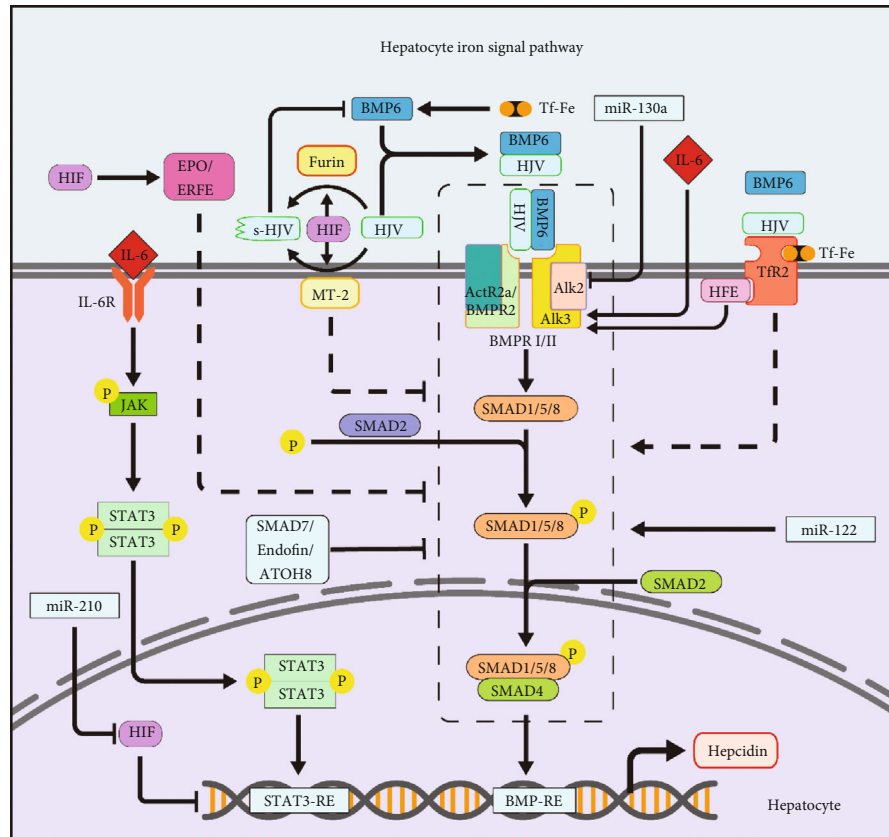 Hepatocyte iron signal pathway
BMP6
Tf-Fe
miR-130a
BMP6
HJV
Furin
IL-6
HIF
EPO/
ERFE
BMP6
s-HJV
HIF
HJV
HJV
BMP6
HJV
IL-6
Tf-Fe
TfR2
IL-6R
MT-2
ActR2a/
BMPR2
Alk2
Alk3
HFE
BMPR I/II
P
JAK
SMAD1/5/8
SMAD2
P
STAT3
P
P
STAT3
SMAD1/5/8
P
SMAD7/
Endofin/
ATOH8
miR-122
SMAD2
miR-210
STAT3
P
P
STAT3
SMAD1/5/8
P
SMAD4
HIF
Hepcidin
STAT3-RE
BMP-RE
Hepatocyte